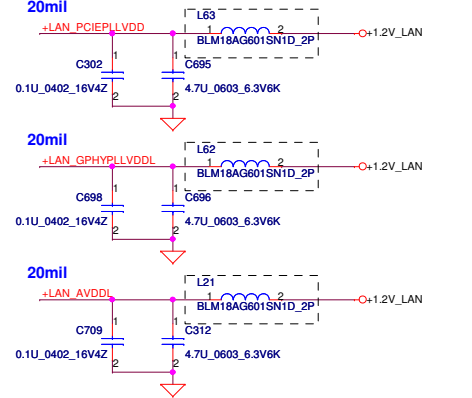 20mil
L63
+LAN_PCIEPLLVDD
1 2
+1.2V_LAN
BLM18AG601SN1D_2P
1 1
C302 C695
0.1U_0402_16V4Z 4.7U_0603_6.3V6K
2 2
20mil
L62
+LAN_GPHYPLLVDDL
1 2
+1.2V_LAN
BLM18AG601SN1D_2P
1 1
C698 C696
0.1U_0402_16V4Z 4.7U_0603_6.3V6K
2 2
20mil
L21
+LAN_AVDDL
1 2
+1.2V_LAN
BLM18AG601SN1D_2P
1 1
C709 C312
0.1U_0402_16V4Z 4.7U_0603_6.3V6K
2 2